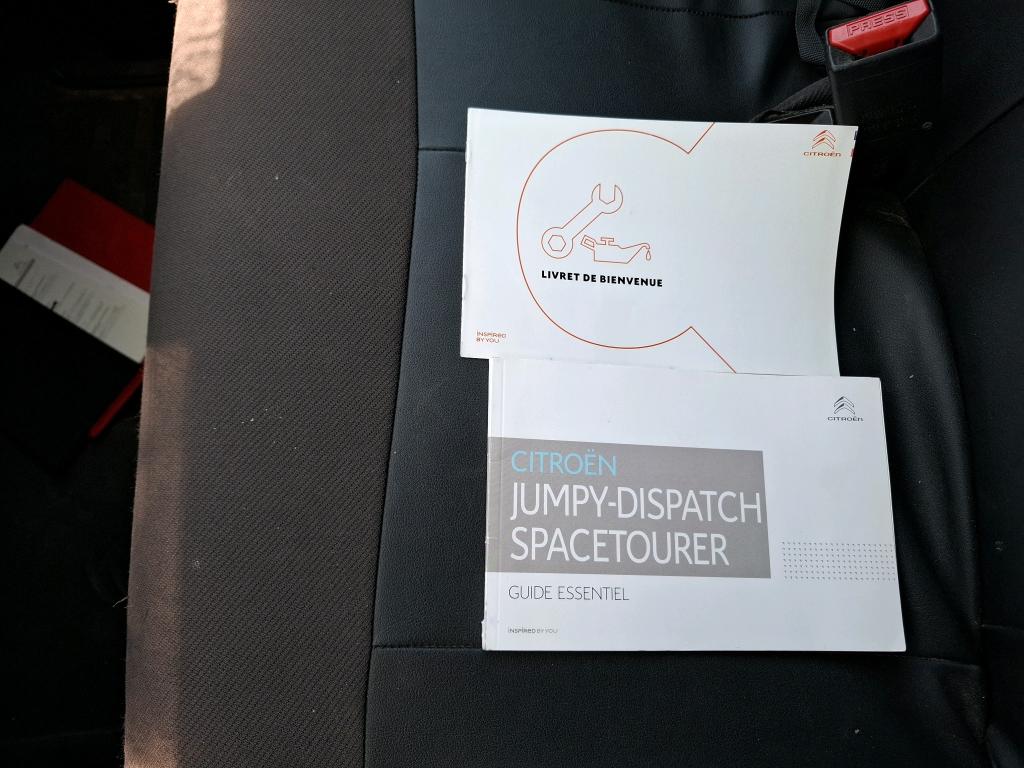 PRESS
CITROËN
LIVRET DE BIENVENUE
INSPIRED
BY YOU
CITROËN
CITROËN
JUMPY-DISPATCH
SPACETOURER
GUIDE ESSENTIEL
INSPIRED BY YOU